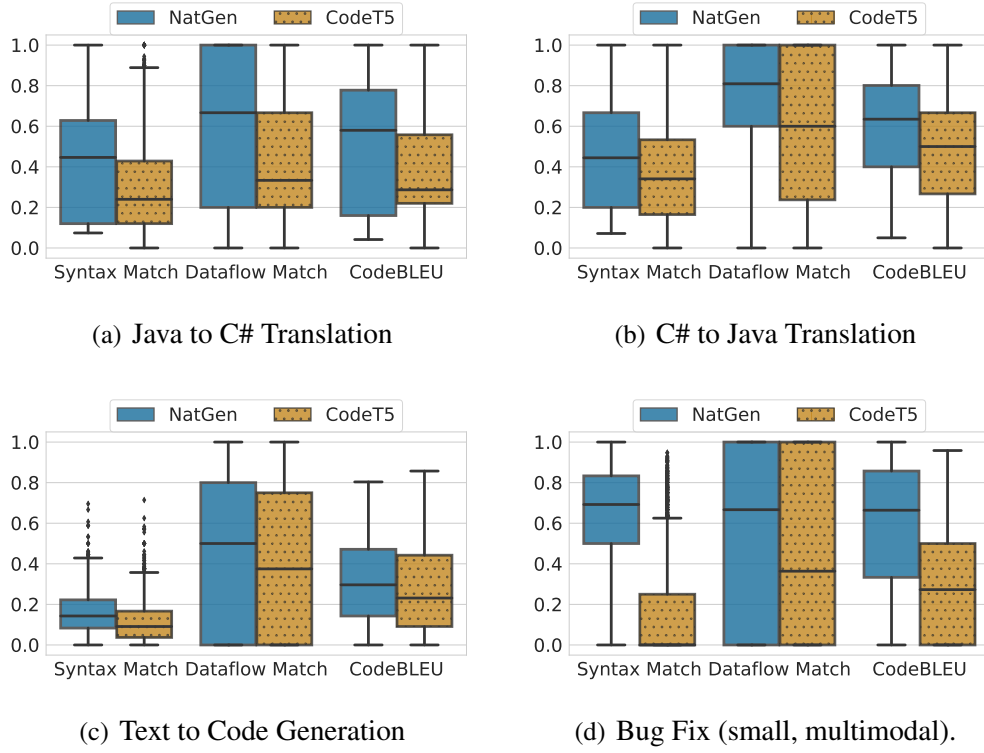 NatGen CodeT5
1.0
0.8
0.6
0.4
0.2
0.0
Syntax Match Dataflow Match CodeBLEU
(a) Java to C# Translation
NatGen CodeT5
1.0
0.8
0.6
0.4
0.2
0.0
Syntax Match Dataflow Match CodeBLEU
(b) C# to Java Translation
NatGen CodeT5
1.0
0.8
0.6
0.4
0.2
0.0
Syntax Match Dataflow Match CodeBLEU
(c) Text to Code Generation
NatGen CodeT5
1.0
0.8
0.6
0.4
0.2
0.0
Syntax Match Dataflow Match CodeBLEU
(d) Bug Fix (small, multimodal).